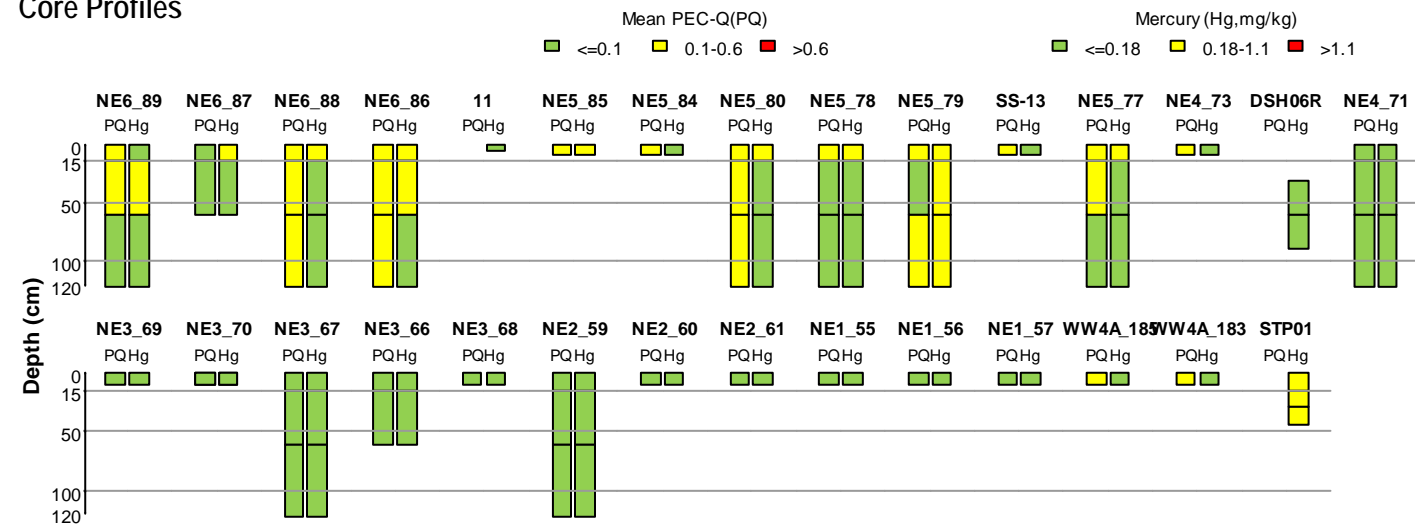 Core Profiles
Mean PEC-Q(PQ)
<=0.1 0.1-0.6 >0.6
Mercury (Hg,mg/kg)
<=0.18 0.18-1.1 >1.1
NE6_89 NE6_87 NE6_88 NE6_86 11 NE5_85 NE5_84 NE5_80 NE5_78 NE5_79 SS-13 NE5_77 NE4_73 DSH06R NE4_71
PQHg PQHg PQHg PQHg PQHg PQHg PQHg PQHg PQHg PQHg PQHg PQHg PQHg PQHg PQHg
0
15
50
100
120
Depth (cm)
NE3_69 NE3_70 NE3_67 NE3_66 NE3_68 NE2_59 NE2_60 NE2_61 NE1_55 NE1_56 NE1_57 WW4A_185 WW4A_183 STP01
PQHg PQHg PQHg PQHg PQHg PQHg PQHg PQHg PQHg PQHg PQHg PQHg PQHg PQHg
0
15
50
100
120